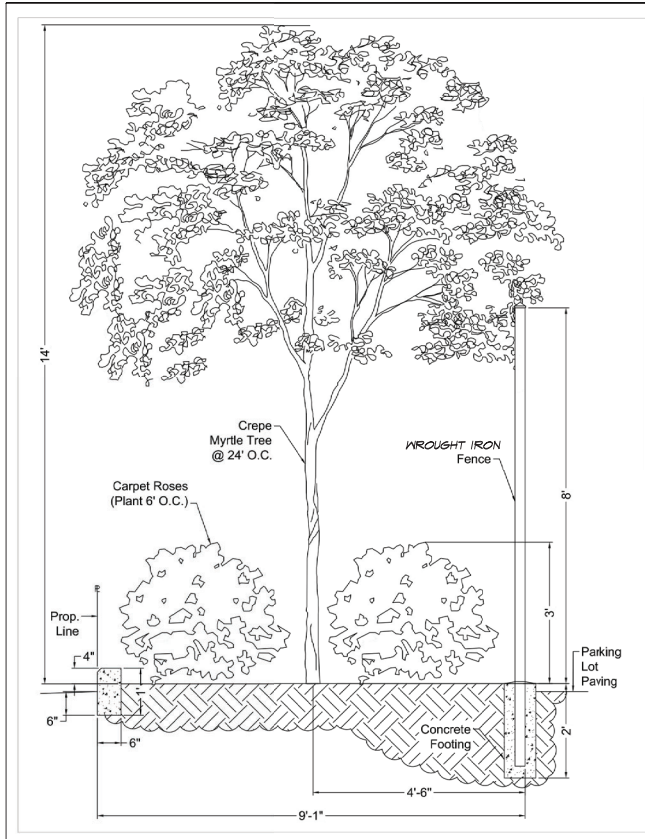 14'
Crepe
Myrtle Tree
@ 24' O.C.
WROUGHT IRON
Fence
8'
Carpet Roses
(Plant 6' O.C.)
3'
Prop.
Line
4"
1'
6"
6"
Parking
Lot
Paving
Concrete
Footing
2'
4'-6"
9'-1"